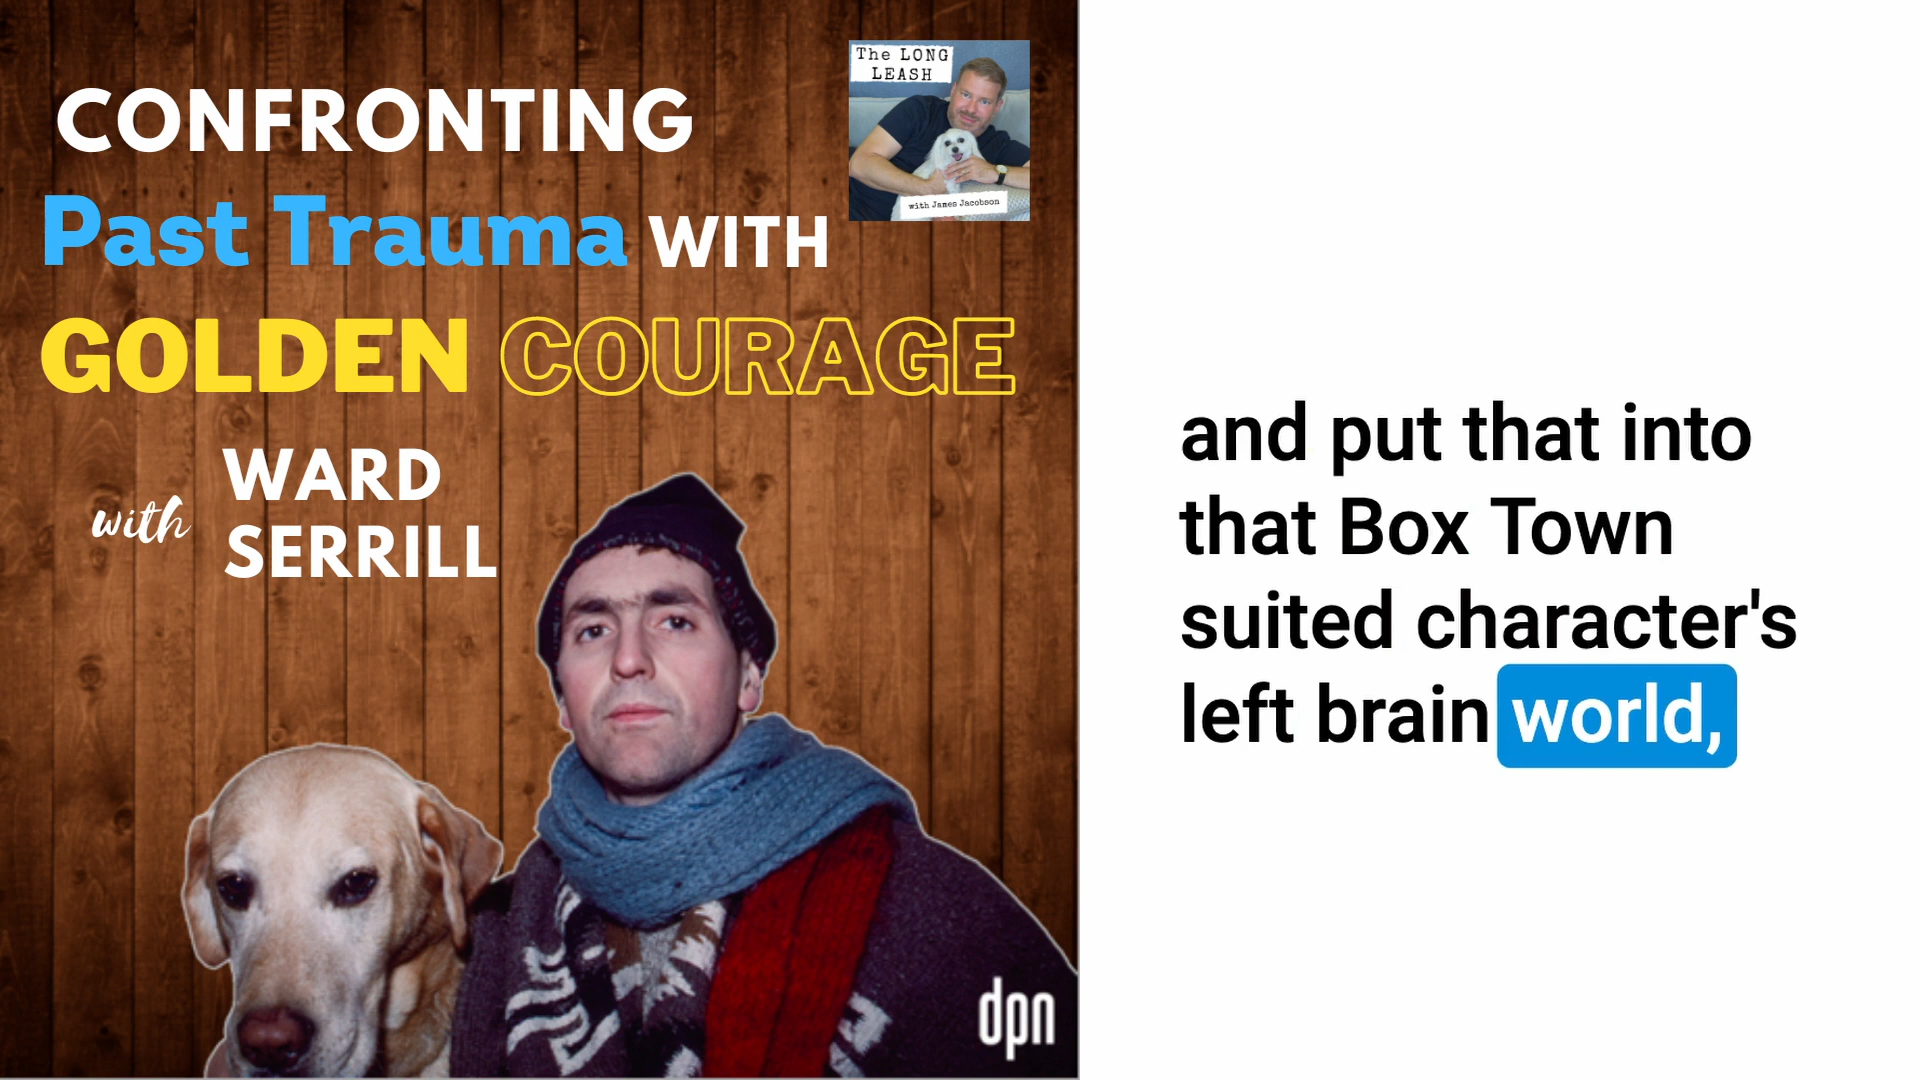 The LONG
LEASH
with James Jacobson
CONFRONTING
Past Trauma WITH
GOLDEN COURAGE
with WARD
SERRILL
dpn
and put that into
that Box Town
suited character's
left brain world,